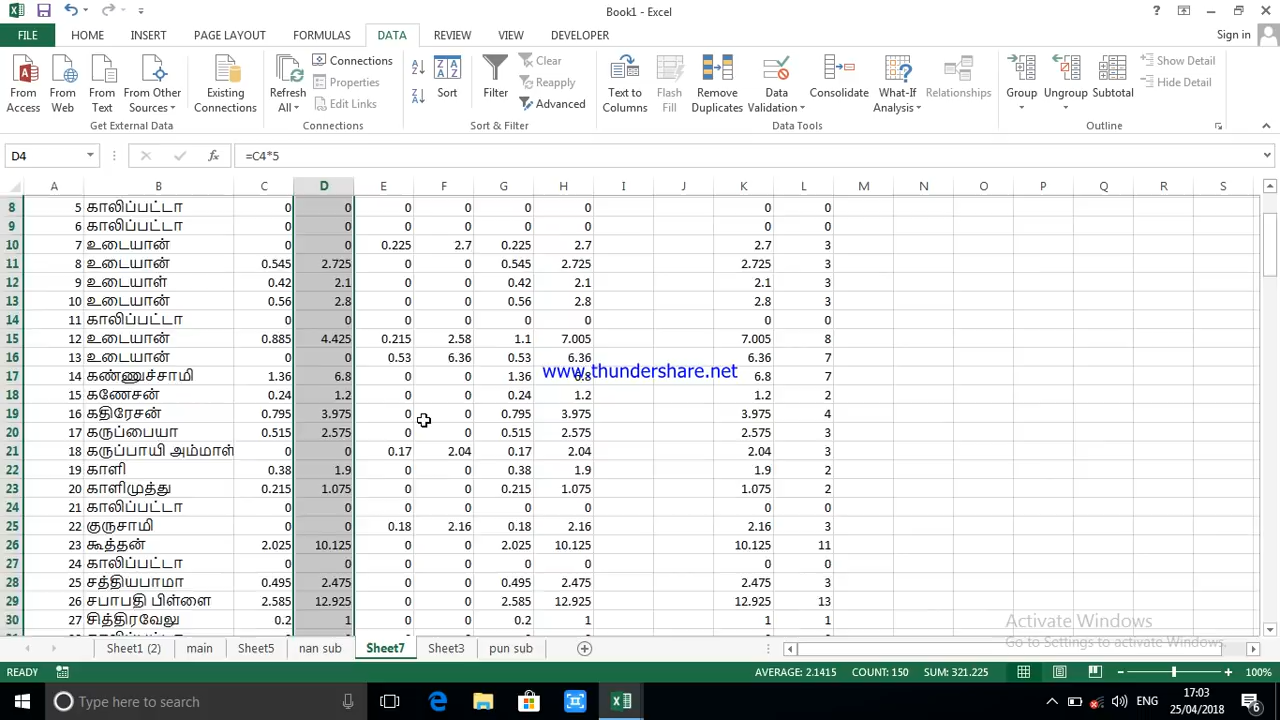 Book1 - Excel
FILE HOME INSERT PAGE LAYOUT FORMULAS DATA REVIEW VIEW DEVELOPER Sign in
Connections Clear Show Detail
Properties Reapply Hide Detail
Edit Links Advanced
From Access From Web From Text From Other Sources Existing Connections Refresh All Sort Filter Text to Columns Flash Fill Remove Duplicates Data Validation Consolidate What-If Analysis Relationships Group Ungroup Subtotal
Get External Data Connections Sort & Filter Data Tools Outline
D4 fx =C4*5
A B C D E F G H I J K L M N O P Q R S
8 5 காலிப்பட்டா 0 0 0 0 0 0 0 0
9 6 காலிப்பட்டா 0 0 0 0 0 0 0 0
10 7 உடையான் 0 0 0.225 2.7 0.225 2.7 2.7 3
11 8 உடையான் 0.545 2.725 0 0 0.545 2.725 2.725 3
12 9 உடையாள் 0.42 2.1 0 0 0.42 2.1 2.1 3
13 10 உடையான் 0.56 2.8 0 0 0.56 2.8 2.8 3
14 11 காலிப்பட்டா 0 0 0 0 0 0 0 0
15 12 உடையான் 0.885 4.425 0.215 2.58 1.1 7.005 7.005 8
16 13 உடையான் 0 0 0.53 6.36 0.53 6.36 6.36 7
www.thundershare.net
17 14 கண்ணுச்சாமி 1.36 6.8 0 0 1.36 6.8 6.8 7
18 15 கணேசன் 0.24 1.2 0 0 0.24 1.2 1.2 2
19 16 கதிரேசன் 0.795 3.975 0 0 0.795 3.975 3.975 4
20 17 கருப்பையா 0.515 2.575 0 0 0.515 2.575 2.575 3
21 18 கருப்பாயி அம்மாள் 0 0 0.17 2.04 0.17 2.04 2.04 3
22 19 காளி 0.38 1.9 0 0 0.38 1.9 1.9 2
23 20 காளிமுத்து 0.215 1.075 0 0 0.215 1.075 1.075 2
24 21 காலிப்பட்டா 0 0 0 0 0 0 0 0
25 22 குருசாமி 0 0 0.18 2.16 0.18 2.16 2.16 3
26 23 கூத்தன் 2.025 10.125 0 0 2.025 10.125 10.125 11
27 24 காலிப்பட்டா 0 0 0 0 0 0 0 0
28 25 சத்தியபாமா 0.495 2.475 0 0 0.495 2.475 2.475 3
29 26 சபாபதி பிள்ளை 2.585 12.925 0 0 2.585 12.925 12.925 13
30 27 சித்திரவேலு 0.2 1 0 0 0.2 1 1 1
Activate Windows
Go to Settings to activate Windows.
Sheet1 (2) main Sheet5 nan sub Sheet7 Sheet3 pun sub
READY AVERAGE: 2.1415 COUNT: 150 SUM: 321.225 100%
Type here to search ENG 17:03
25/04/2018 6